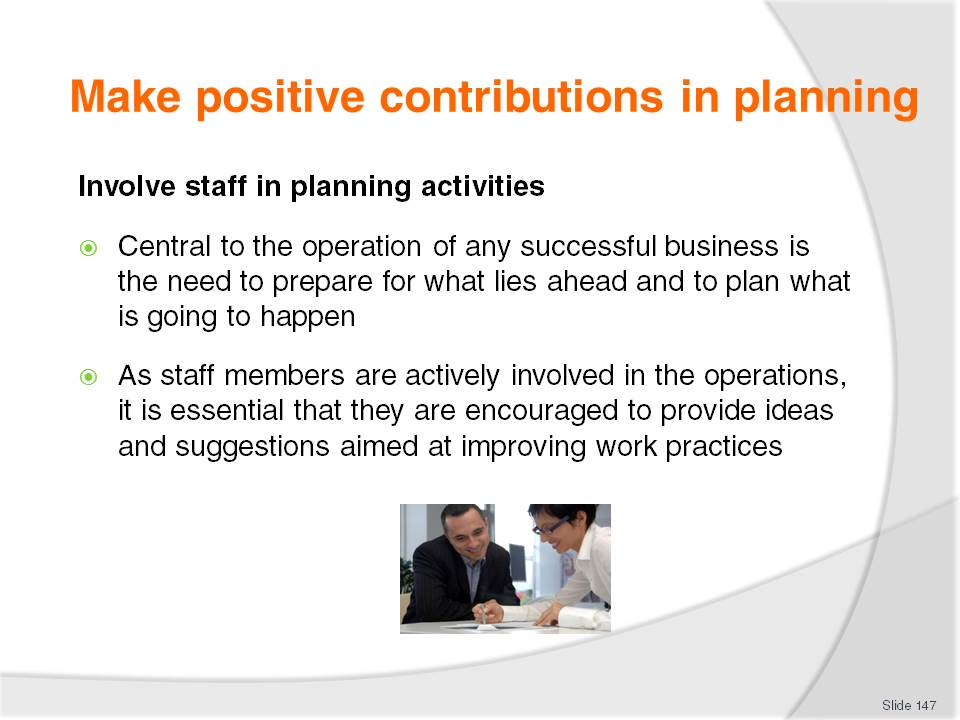 Make positive contributions in planning
Involve staff in planning activities
Central to the operation of any successful business is
the need to prepare for what lies ahead and to plan what
is going to happen
As staff members are actively involved in the operations,
it is essential that they are encouraged to provide ideas
and suggestions aimed at improving work practices
Slide 147